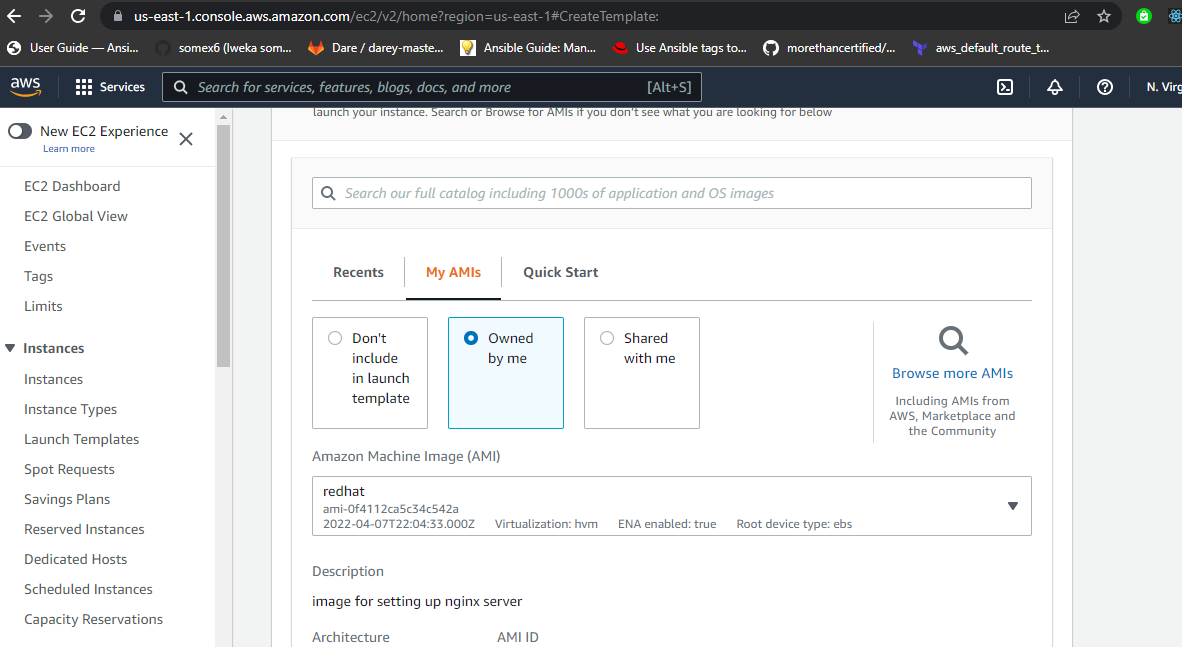 us-east-1.console.aws.amazon.com/ec2/v2/home?region=us-east-1#CreateTemplate:
User Guide — Ansi...
somex6 (Iweka som...
Dare / darey-maste...
Ansible Guide: Man...
Use Ansible tags to...
morethancertified/...
aws_default_route_t...
aws
Services
Search for services, features, blogs, docs, and more
[Alt+S]
N. Virg
New EC2 Experience
Learn more
EC2 Dashboard
EC2 Global View
Events
Tags
Limits
Instances
Instances
Instance Types
Launch Templates
Spot Requests
Savings Plans
Reserved Instances
Dedicated Hosts
Scheduled Instances
Capacity Reservations
launch your instance. Search or Browse for AMIs if you don't see what you are looking for below
Search our full catalog including 1000s of application and OS images
Recents
My AMIs
Quick Start
Don't
include
in launch
template
Owned
by me
Shared
with me
Browse more AMIs
Including AMIs from
AWS, Marketplace and
the Community
Amazon Machine Image (AMI)
redhat
ami-0f4112ca5c34c542a
2022-04-07T22:04:33.000Z Virtualization: hvm ENA enabled: true Root device type: ebs
Description
image for setting up nginx server
Architecture
AMI ID